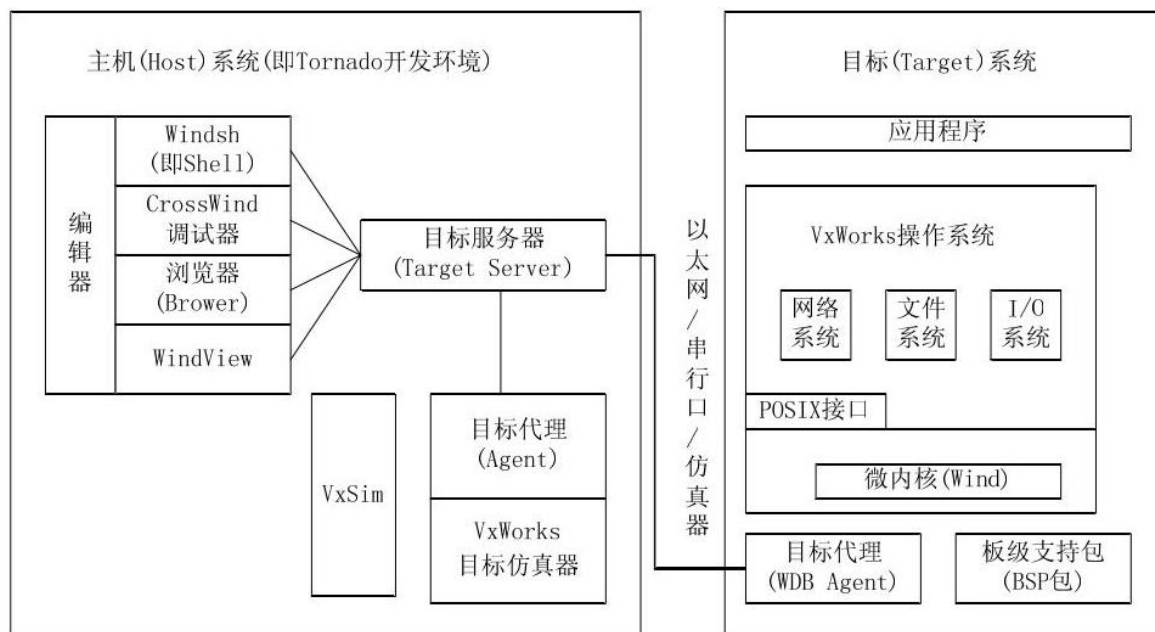 主机(Host)系统(即Tornado开发环境)
编辑器
Windsh
(即Shell)
CrossWind
调试器
浏览器
(Brower)
WindView
目标服务器
(Target Server)
VxSim
目标代理
(Agent)
VxWorks
目标仿真器
以太网/串行口/仿真器
目标(Target)系统
应用程序
VxWorks操作系统
网络
系统
文件
系统
I/O
系统
POSIX接口
微内核(Wind)
目标代理
(WDB Agent)
板级支持包
(BSP包)